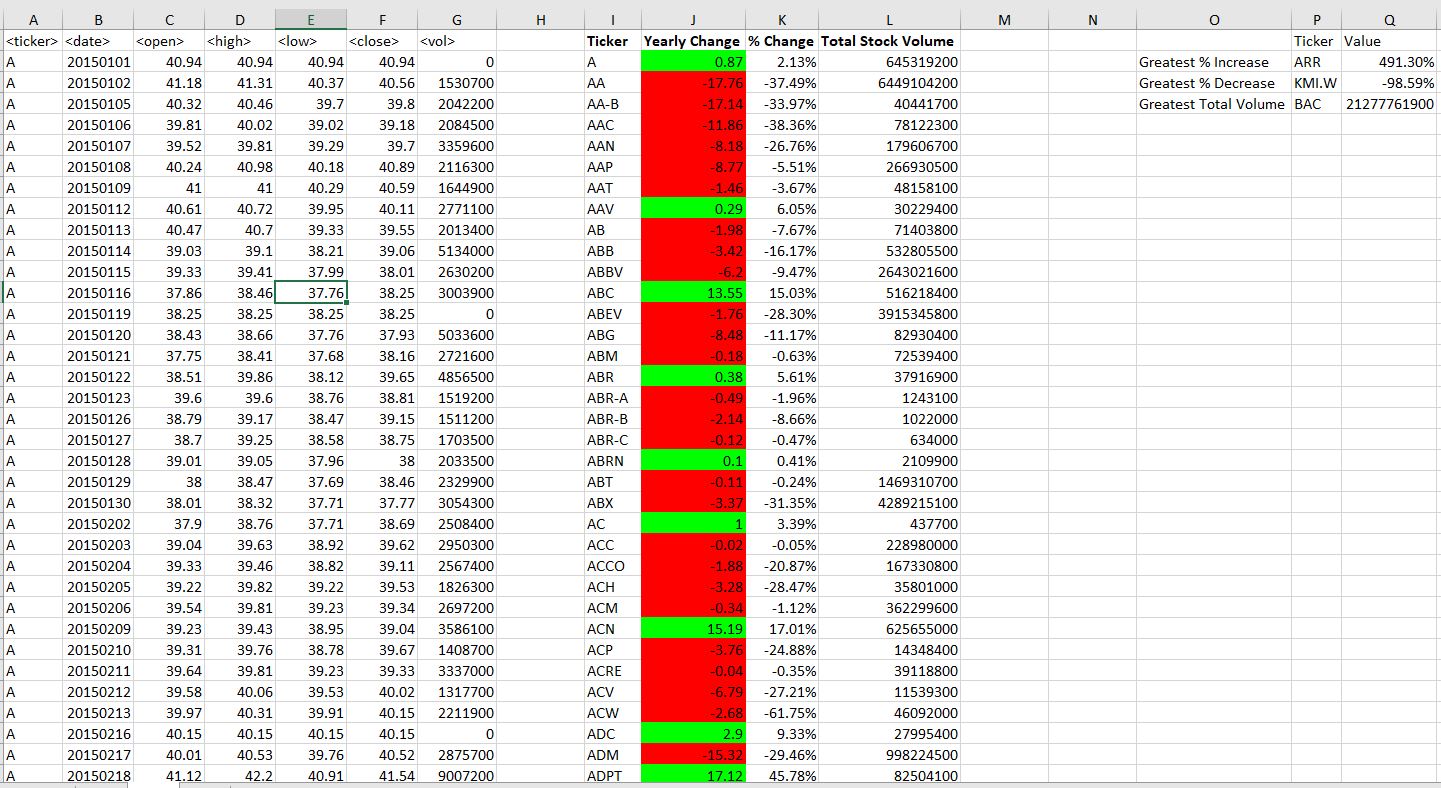 A B C D E F G H I J K L M N O P Q
<ticker> <date> <open> <high> <low> <close> <vol> Ticker Yearly Change % Change Total Stock Volume Ticker Value
A 20150101 40.94 40.94 40.94 40.94 0 A 0.87 2.13% 645319200 Greatest % Increase ARR 491.30%
A 20150102 41.18 41.31 40.37 40.56 1530700 AA -17.76 -37.49% 6449104200 Greatest % Decrease KMI.W -98.59%
A 20150105 40.32 40.46 39.7 39.8 2042200 AA-B -17.14 -33.97% 40441700 Greatest Total Volume BAC 21277761900
A 20150106 39.81 40.02 39.02 39.18 2084500 AAC -11.86 -38.36% 78122300
A 20150107 39.52 39.81 39.29 39.7 3359600 AAN -8.18 -26.76% 179606700
A 20150108 40.24 40.98 40.18 40.89 2116300 AAP -8.77 -5.51% 266930500
A 20150109 41 41 40.29 40.59 1644900 AAT -1.46 -3.67% 48158100
A 20150112 40.61 40.72 39.95 40.11 2771100 AAV 0.29 6.05% 30229400
A 20150113 40.47 40.7 39.33 39.55 2013400 AB -1.98 -7.67% 71403800
A 20150114 39.03 39.1 38.21 39.06 5134000 ABB -3.42 -16.17% 532805500
A 20150115 39.33 39.41 37.99 38.01 2630200 ABBV -6.2 -9.47% 2643021600
A 20150116 37.86 38.46 37.76 38.25 3003900 ABC 13.55 15.03% 516218400
A 20150119 38.25 38.25 38.25 38.25 0 ABEV -1.76 -28.30% 3915345800
A 20150120 38.43 38.66 37.76 37.93 5033600 ABG -8.48 -11.17% 82930400
A 20150121 37.75 38.41 37.68 38.16 2721600 ABM -0.18 -0.63% 72539400
A 20150122 38.51 39.86 38.12 39.65 4856500 ABR 0.38 5.61% 37916900
A 20150123 39.6 39.6 38.76 38.81 1519200 ABR-A -0.49 -1.96% 1243100
A 20150126 38.79 39.17 38.47 39.15 1511200 ABR-B -2.14 -8.66% 1022000
A 20150127 38.7 39.25 38.58 38.75 1703500 ABR-C -0.12 -0.47% 634000
A 20150128 39.01 39.05 37.96 38 2033500 ABRN 0.1 0.41% 2109900
A 20150129 38 38.47 37.69 38.46 2329900 ABT -0.11 -0.24% 1469310700
A 20150130 38.01 38.32 37.71 37.77 3054300 ABX -3.37 -31.35% 4289215100
A 20150202 37.9 38.76 37.71 38.69 2508400 AC 1 3.39% 437700
A 20150203 39.04 39.63 38.92 39.62 2950300 ACC -0.02 -0.05% 228980000
A 20150204 39.33 39.46 38.82 39.11 2567400 ACCO -1.88 -20.87% 167330800
A 20150205 39.22 39.82 39.22 39.53 1826300 ACH -3.28 -28.47% 35801000
A 20150206 39.54 39.81 39.23 39.34 2697200 ACM -0.34 -1.12% 362299600
A 20150209 39.23 39.43 38.95 39.04 3586100 ACN 15.19 17.01% 625655000
A 20150210 39.31 39.76 38.78 39.67 1408700 ACP -3.76 -24.88% 14348400
A 20150211 39.64 39.81 39.23 39.33 3337000 ACRE -0.04 -0.35% 39118800
A 20150212 39.58 40.06 39.53 40.02 1317700 ACV -6.79 -27.21% 11539300
A 20150213 39.97 40.31 39.91 40.15 2211900 ACW -2.68 -61.75% 46092000
A 20150216 40.15 40.15 40.15 40.15 0 ADC 2.9 9.33% 27995400
A 20150217 40.01 40.53 39.76 40.52 2875700 ADM -15.32 -29.46% 998224500
A 20150218 41.12 42.2 40.91 41.54 9007200 ADPT 17.12 45.78% 82504100